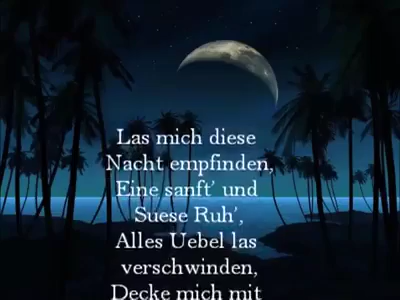 Las mich diese
Nacht empfinden,
Eine sanft' und
Suese Ruh',
Alles Uebel las
verschwinden,
Decke mich mit